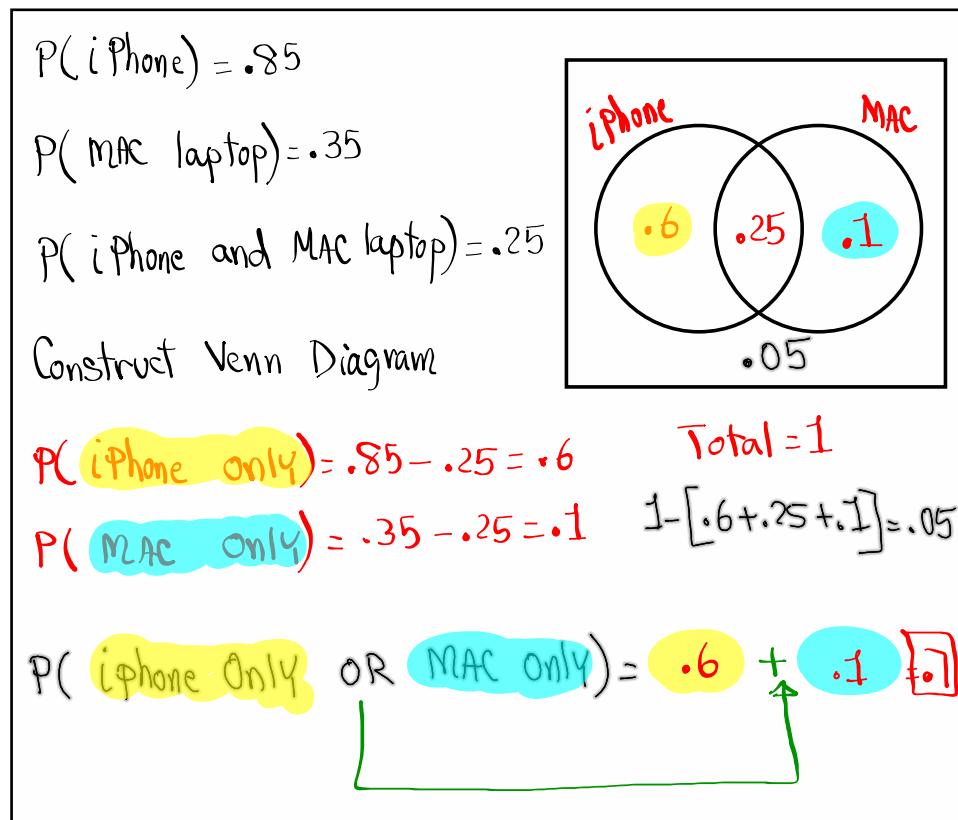 P(iPhone) = .85
P(MAC laptop) = .35
P(iPhone and MAC laptop) = .25
Construct Venn Diagram
iphone MAC
.6 .25 .1
.05
P(iPhone only) = .85 - .25 = .6
P(MAC only) = .35 - .25 = .1
Total = 1
1-[.6+.25+.1]=.05
P(iphone Only OR MAC Only) = .6 + .1 = .7